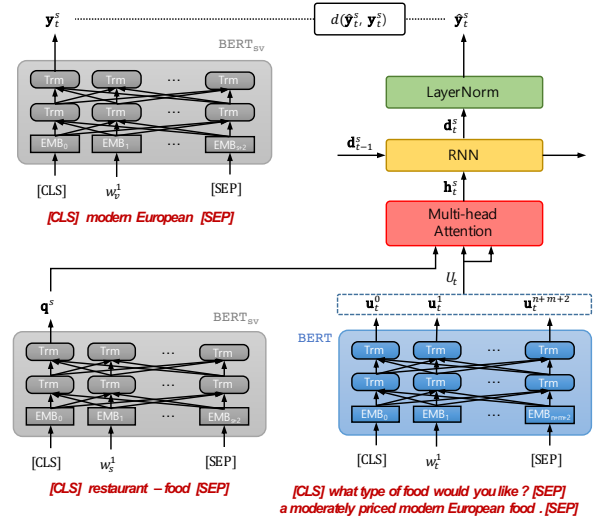 y_t^s d(ŷ_t^s, y_t^s) ŷ_t^s
BERT_sv
Trm Trm ... Trm
Trm Trm ... Trm
EMB_0 EMB_1 ...
[CLS] w_v^1 [SEP]
[CLS] modern European [SEP]
LayerNorm
d_t^s
d_{t-1}^s
RNN
h_t^s
Multi-head
Attention
U_t
q^s
BERT_sv
Trm Trm ... Trm
Trm Trm ... Trm
EMB_0 EMB_1 ...
[CLS] w_s^1 [SEP]
[CLS] restaurant – food [SEP]
u_t^0 u_t^1 u_t^{n+m+2}
BERT
Trm Trm ... Trm
Trm Trm ... Trm
EMB_0 EMB_1 ... EMB_{n+m+2}
[CLS] w_t^1 [SEP]
[CLS] what type of food would you like ? [SEP]
a moderately priced modern European food . [SEP]